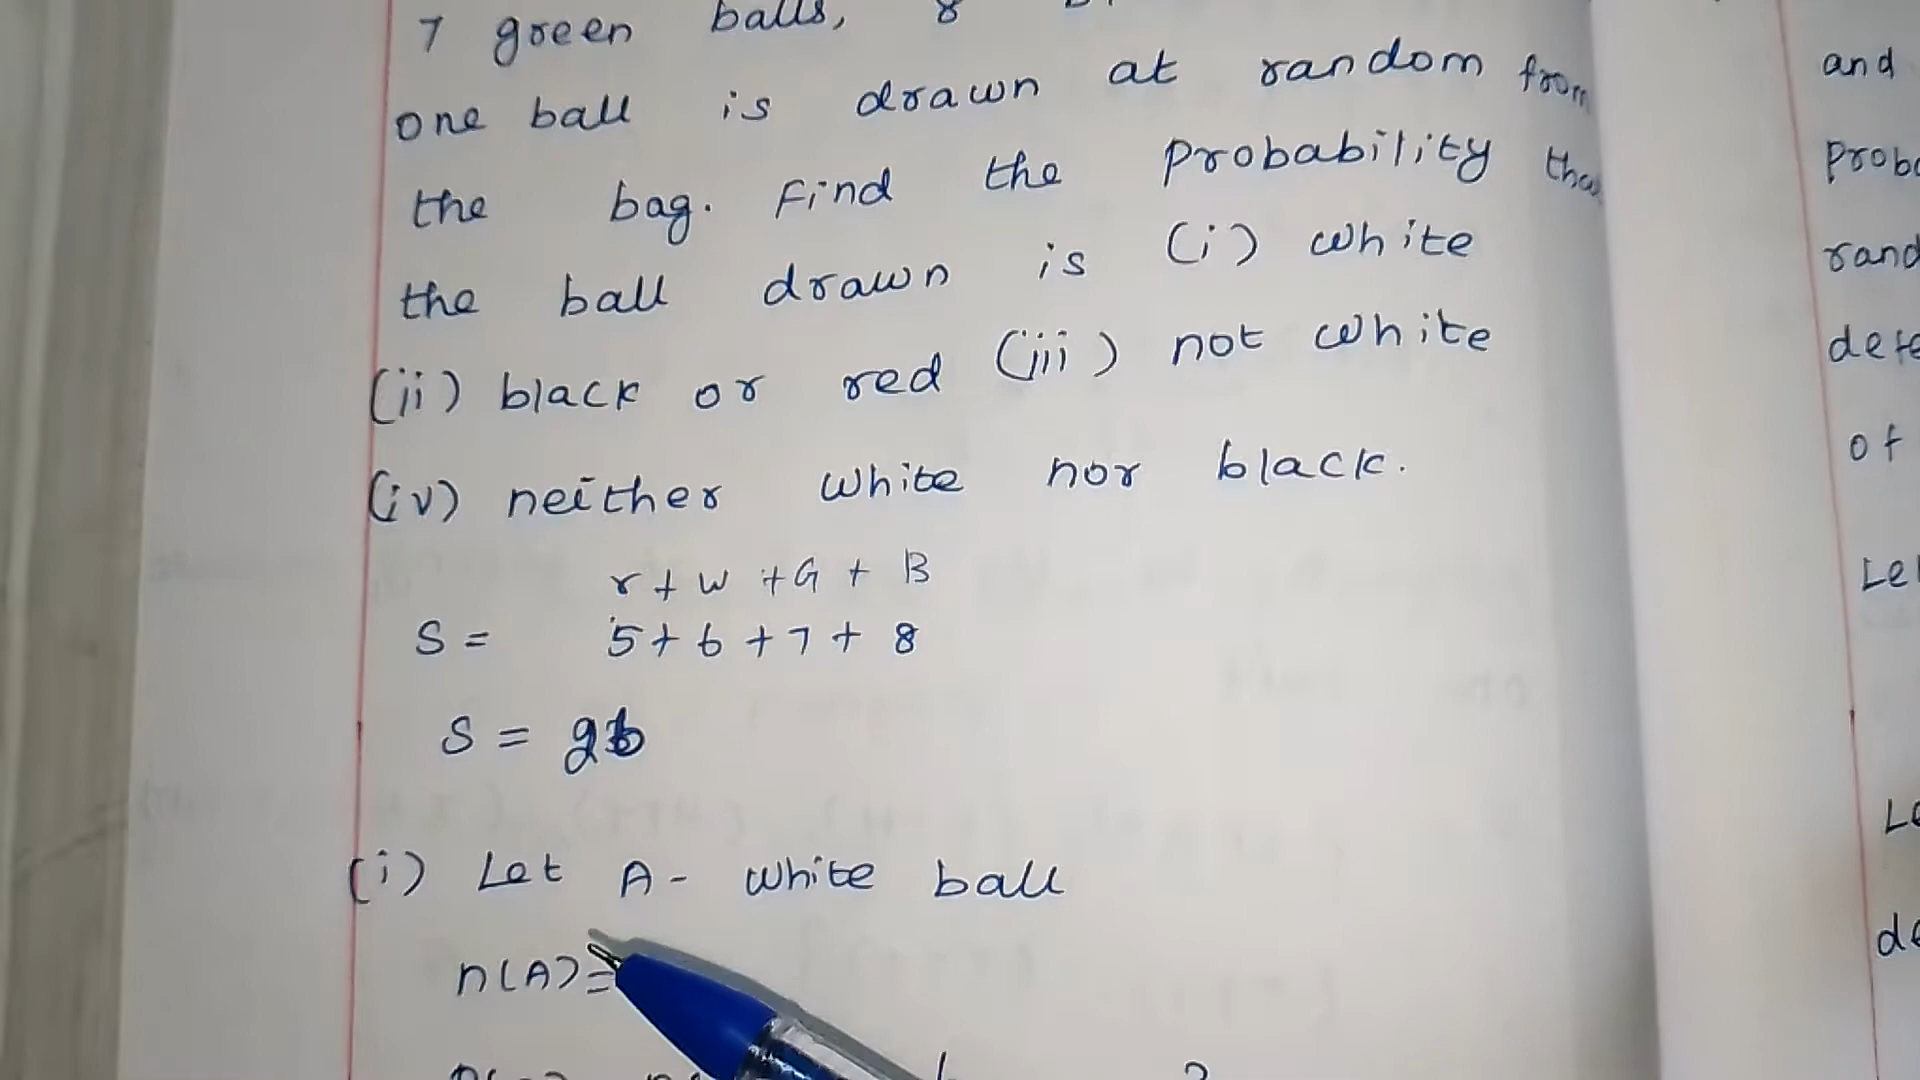 7 green balls, 8
one ball is drawn at random from
the bag. Find the probability
the ball drawn is (i) white
(ii) black or red (iii) not white
(iv) neither white nor black.
r + W + G + B
S = 5 + 6 + 7 + 8
S = 26
(i) Let A - white ball
n(A) =
and
of